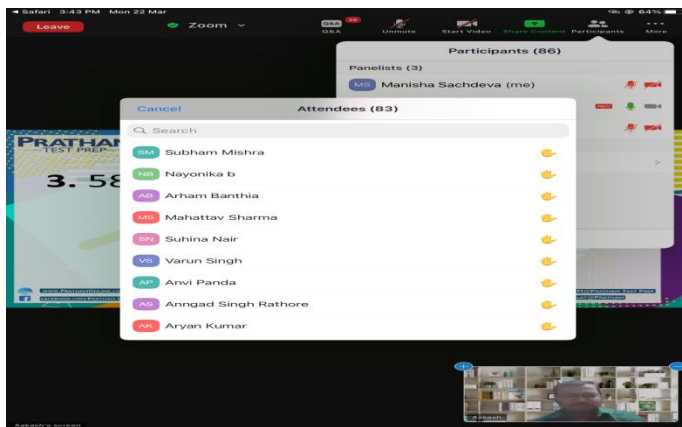 Safari 3:43 PM Mon 22 Mar 64%
Leave Zoom Q&A Unmute Start Video Share Content Participants More
Q&A
Participants (86)
Panelists (3)
MS Manisha Sachdeva (me)
Cancel Attendees (83)
Search
SM Subham Mishra
NB Nayonika b
AB Arham Banthia
MS Mahattav Sharma
SN Suhina Nair
VS Varun Singh
AP Anvi Panda
AS Anngad Singh Rathore
AK Aryan Kumar
PRATHAM
TEST PREP
3. 58
Aakash
Aakash's screen